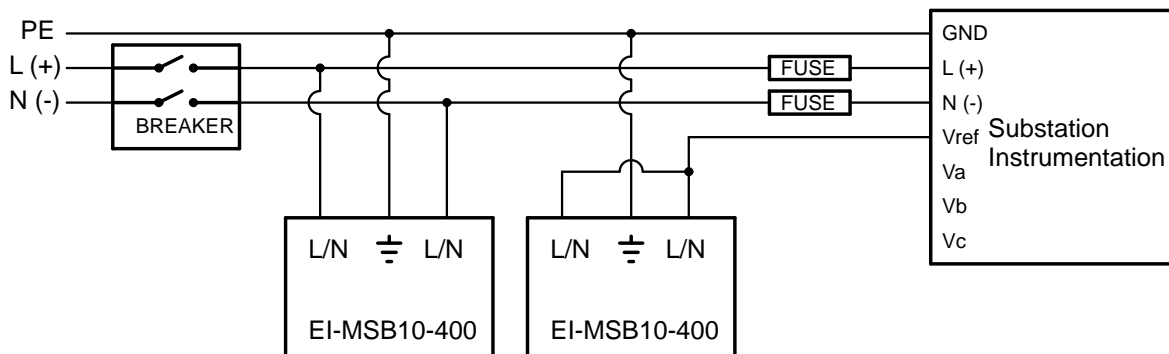 PE
L (+)
N (-)
BREAKER
FUSE
FUSE
GND
L (+)
N (-)
Vref
Va
Vb
Vc
Substation
Instrumentation
L/N
L/N
EI-MSB10-400
L/N
L/N
EI-MSB10-400